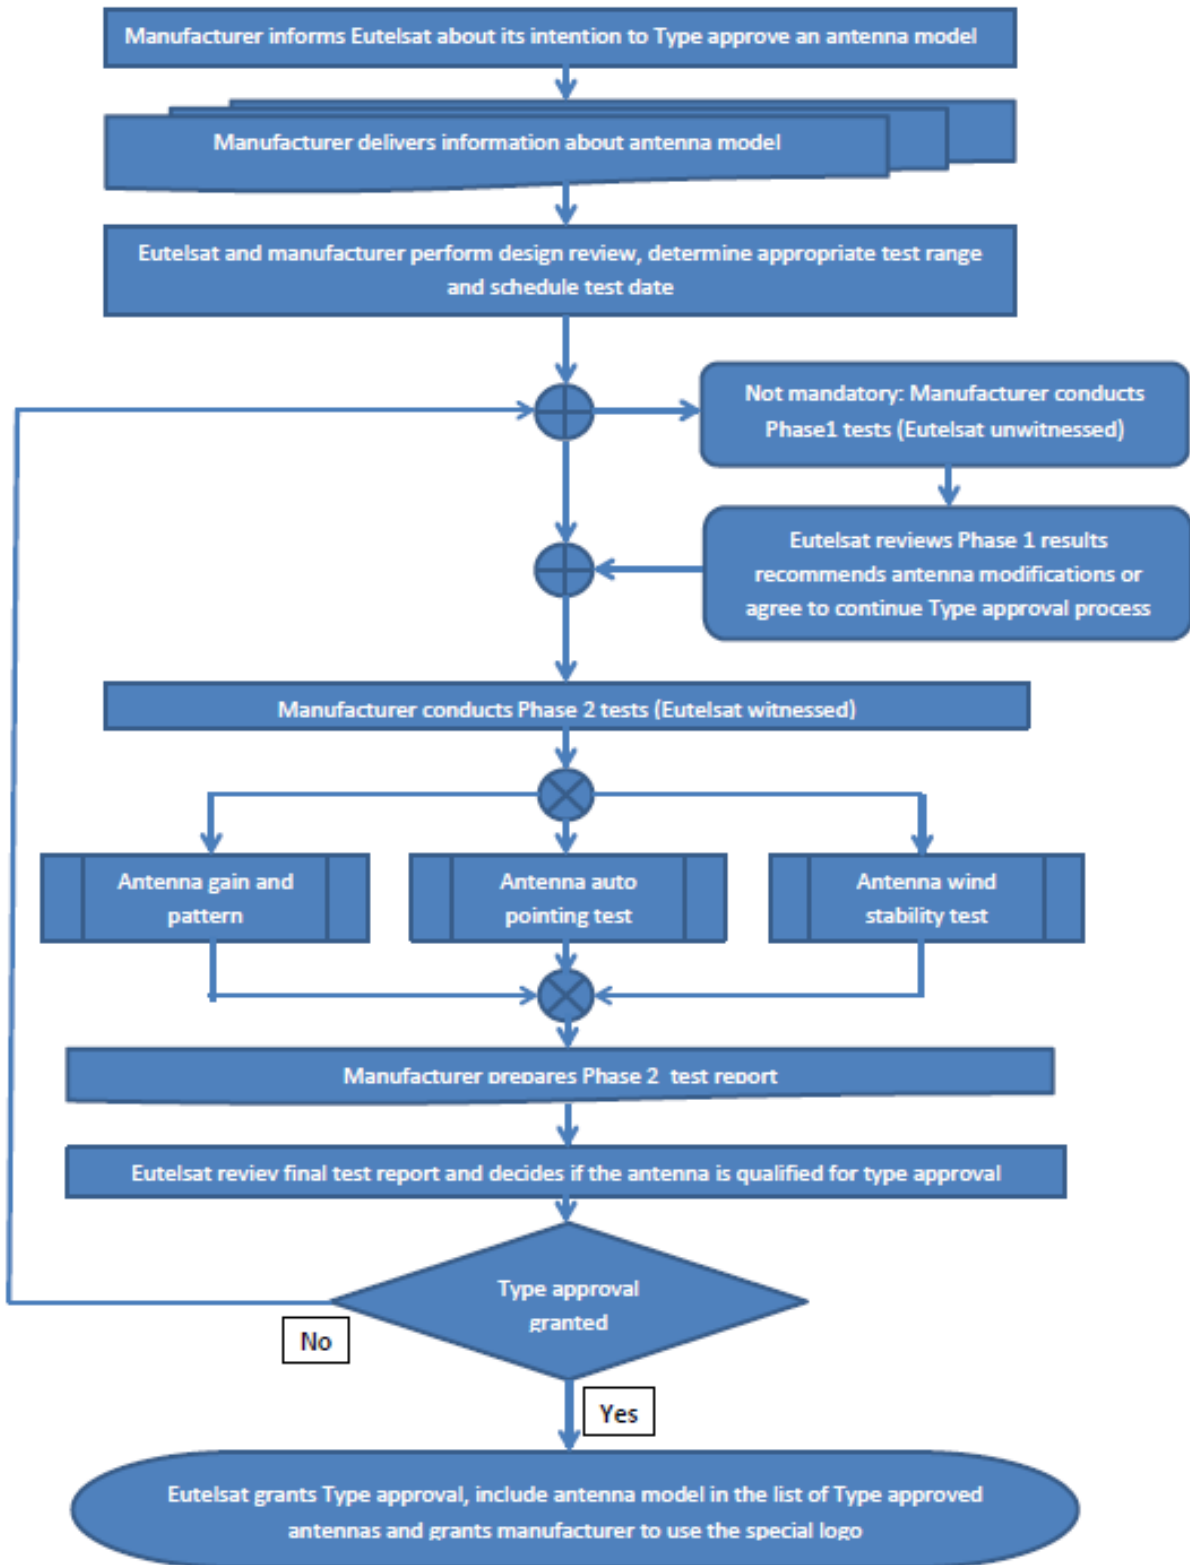 Manufacturer informs Eutelsat about its intention to Type approve an antenna model
Manufacturer delivers information about antenna model
Eutelsat and manufacturer perform design review, determine appropriate test range
and schedule test date
Not mandatory: Manufacturer conducts
Phase1 tests (Eutelsat unwitnessed)
Eutelsat reviews Phase 1 results
recommends antenna modifications or
agree to continue Type approval process
Manufacturer conducts Phase 2 tests (Eutelsat witnessed)
Antenna gain and
pattern
Antenna auto
pointing test
Antenna wind
stability test
Manufacturer prepares Phase 2 test report
Eutelsat reviev final test report and decides if the antenna is qualified for type approval
Type approval
granted
No
Yes
Eutelsat grants Type approval, include antenna model in the list of Type approved
antennas and grants manufacturer to use the special logo